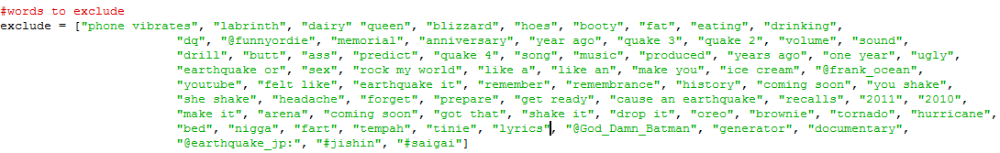 #words to exclude
exclude = ["phone vibrates", "labrinth", "dairy" "queen", "blizzard", "hoes", "booty", "fat", "eating", "drinking",
"dq", "@funnyordie", "memorial", "anniversary", "year ago", "quake 3", "quake 2", "volume", "sound",
"drill", "butt", "ass", "predict", "quake 4", "song", "music", "produced", "years ago", "one year", "ugly",
"earthquake or", "sex", "rock my world", "like a", "like an", "make you", "ice cream", "@frank_ocean",
"youtube", "felt like", "earthquake it", "remember", "remembrance", "history", "coming soon", "you shake",
"she shake", "headache", "forget", "prepare", "get ready", "cause an earthquake", "recalls", "2011", "2010",
"make it", "arena", "coming soon", "got that", "shake it", "drop it", "oreo", "brownie", "tornado", "hurricane",
"bed", "nigga", "fart", "tempah", "tinie", "lyrics", "@God_Damn_Batman", "generator", "documentary",
"@earthquake_jp:", "#jishin", "#saigai"]